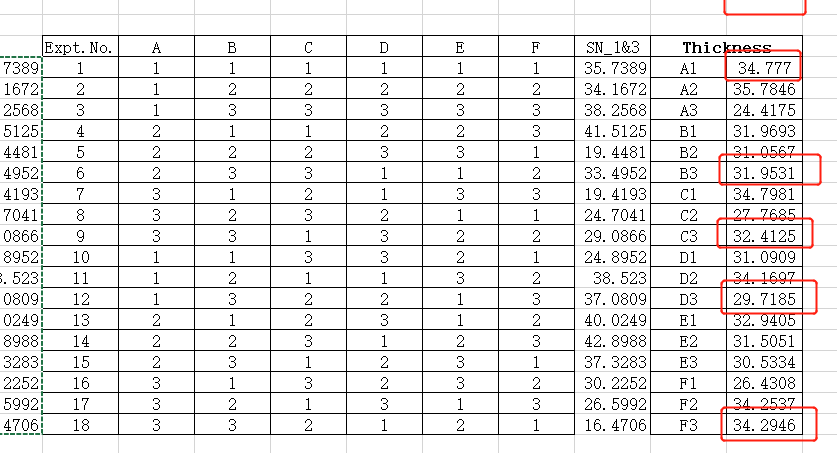 Expt.No. A B C D E F SN_1&3 Thickness
7389 1 1 1 1 1 1 1 35.7389 A1 34.777
1672 2 1 2 2 2 2 2 34.1672 A2 35.7846
2568 3 1 3 3 3 3 3 38.2568 A3 24.4175
5125 4 2 1 1 2 2 3 41.5125 B1 31.9693
4481 5 2 2 2 3 3 1 19.4481 B2 31.0567
4952 6 2 3 3 1 1 2 33.4952 B3 31.9531
4193 7 3 1 2 1 3 3 19.4193 C1 34.7981
7041 8 3 2 3 2 1 1 24.7041 C2 27.7685
0866 9 3 3 1 3 2 2 29.0866 C3 32.4125
8952 10 1 1 3 3 2 1 24.8952 D1 31.0909
3.523 11 1 2 1 1 3 2 38.523 D2 34.1697
0809 12 1 3 2 2 1 3 37.0809 D3 29.7185
0249 13 2 1 2 3 1 2 40.0249 E1 32.9405
8988 14 2 2 3 1 2 3 42.8988 E2 31.5051
3283 15 2 3 1 2 3 1 37.3283 E3 30.5334
2252 16 3 1 3 2 3 2 30.2252 F1 26.4308
5992 17 3 2 1 3 1 3 26.5992 F2 34.2537
4706 18 3 3 2 1 2 1 16.4706 F3 34.2946